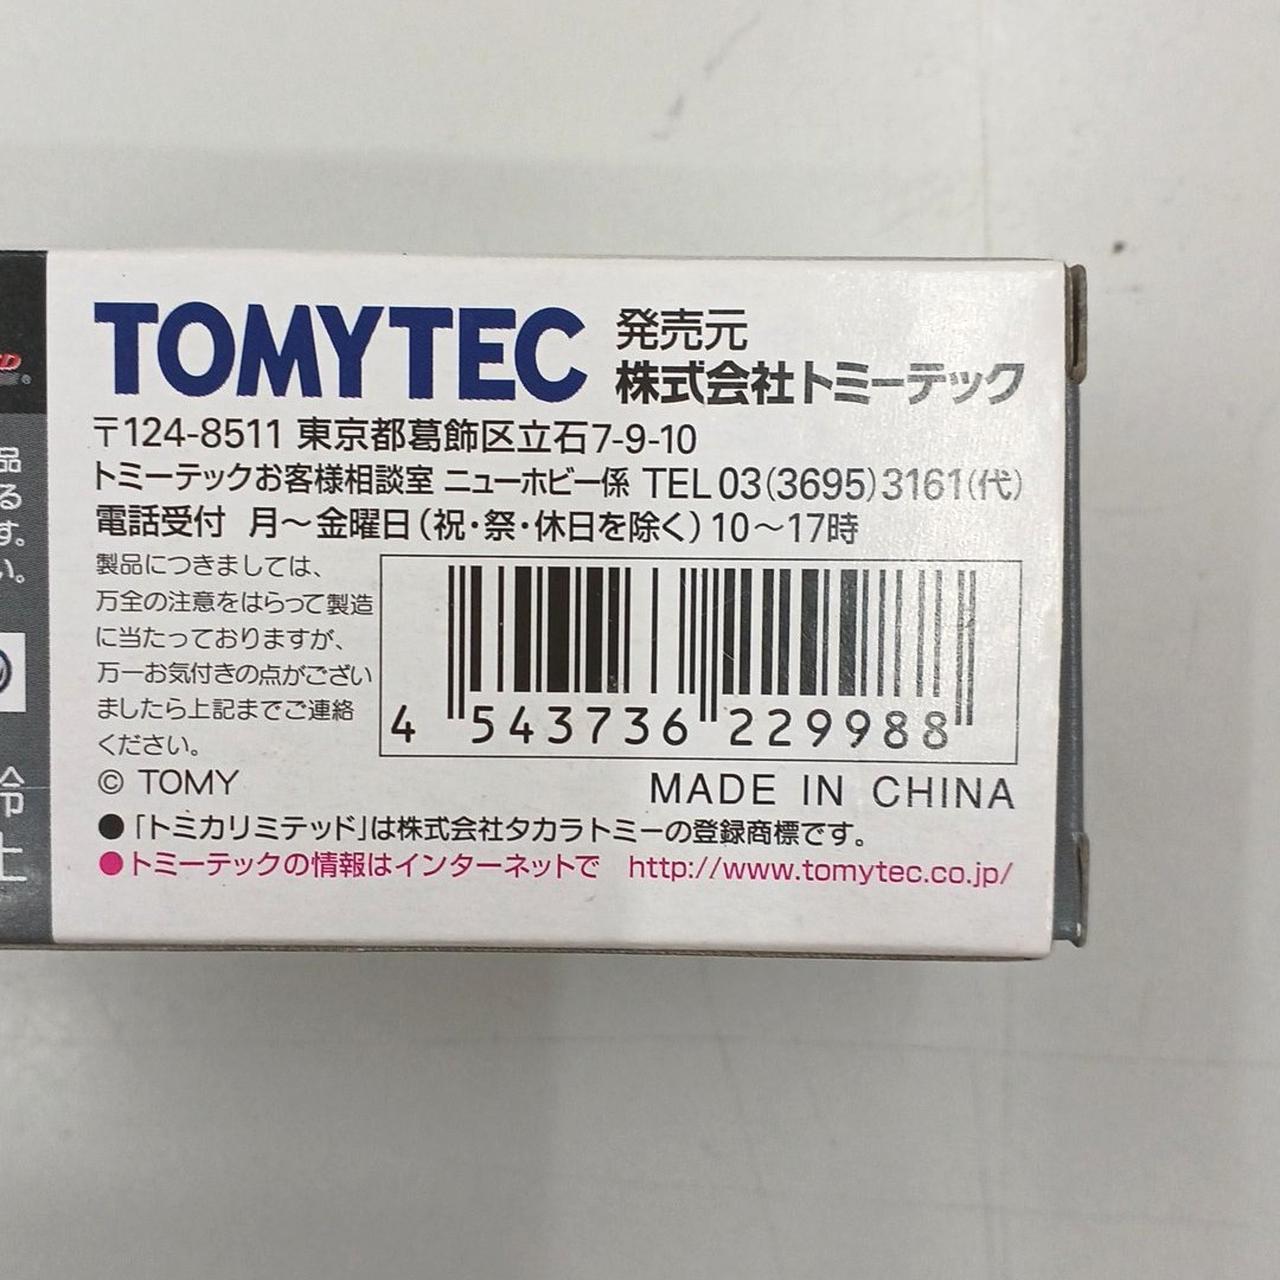 TOMYTEC 発売元
株式会社トミーテック
〒124-8511 東京都葛飾区立石7-9-10
トミーテックお客様相談室 ニューホビー係 TEL 03(3695)3161(代)
電話受付 月～金曜日(祝・祭・休日を除く)10～17時
製品につきましては、
万全の注意をはらって製造
に当たっておりますが、
万一お気付きの点がござい
ましたら上記までご連絡
ください。
4 543736 229988
© TOMY
MADE IN CHINA
●「トミカリミテッド」は株式会社タカラトミーの登録商標です。
●トミーテックの情報はインターネットで http://www.tomytec.co.jp/
品
る
す。
い。